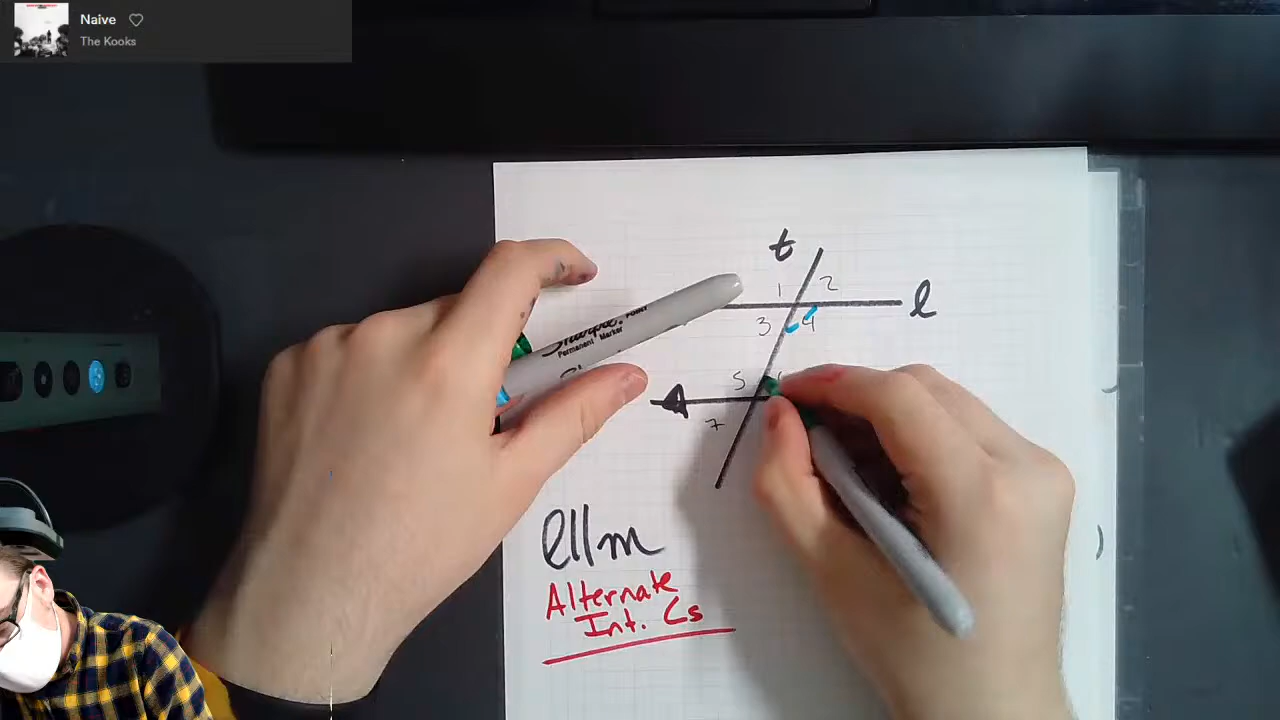 Naive
The Kooks
t
1 2
l
3 4
Sharpie.
Permanent Marker
5
7
l||m
Alternate
Int. ∠s